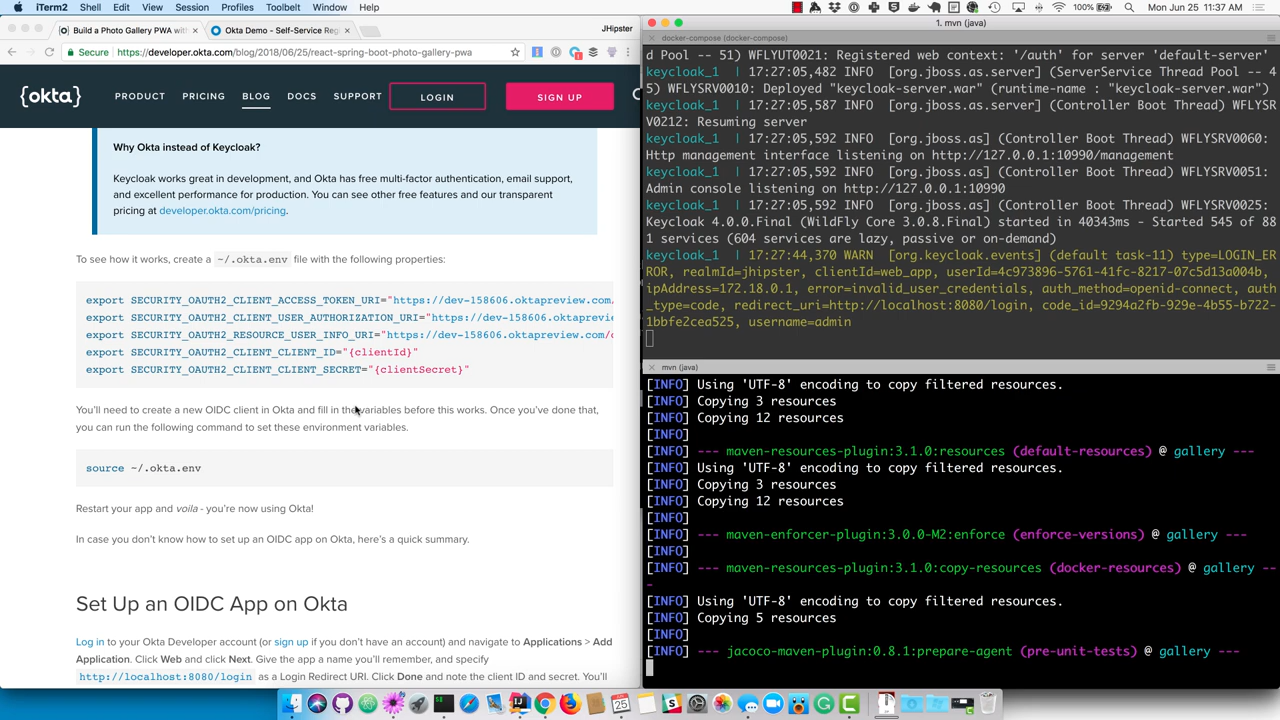 iTerm2 Shell Edit View Session Profiles Toolbelt Window Help
100% Mon Jun 25 11:37 AM
Build a Photo Gallery PWA with
Okta Demo - Self-Service Reg
JHipster
Secure https://developer.okta.com/blog/2018/06/25/react-spring-boot-photo-gallery-pwa
{okta} PRODUCT PRICING BLOG DOCS SUPPORT LOGIN SIGN UP
Why Okta instead of Keycloak?
Keycloak works great in development, and Okta has free multi-factor authentication, email support,
and excellent performance for production. You can see other free features and our transparent
pricing at developer.okta.com/pricing.
To see how it works, create a ~/.okta.env file with the following properties:
export SECURITY_OAUTH2_CLIENT_ACCESS_TOKEN_URI="https://dev-158606.oktapreview.com/
export SECURITY_OAUTH2_CLIENT_USER_AUTHORIZATION_URI="https://dev-158606.oktaprevie
export SECURITY_OAUTH2_RESOURCE_USER_INFO_URI="https://dev-158606.oktapreview.com/o
export SECURITY_OAUTH2_CLIENT_CLIENT_ID="{clientId}"
export SECURITY_OAUTH2_CLIENT_CLIENT_SECRET="{clientSecret}"
You'll need to create a new OIDC client in Okta and fill in the variables before this works. Once you've done that,
you can run the following command to set these environment variables.
source ~/.okta.env
Restart your app and voila - you're now using Okta!
In case you don't know how to set up an OIDC app on Okta, here's a quick summary.
Set Up an OIDC App on Okta
Log in to your Okta Developer account (or sign up if you don't have an account) and navigate to Applications > Add
Application. Click Web and click Next. Give the app a name you'll remember, and specify
http://localhost:8080/login as a Login Redirect URI. Click Done and note the client ID and secret. You'll
1. mvn (java)
docker-compose (docker-compose)
d Pool -- 51) WFLYUT0021: Registered web context: '/auth' for server 'default-server'
keycloak_1 | 17:27:05,482 INFO [org.jboss.as.server] (ServerService Thread Pool -- 4
5) WFLYSRV0010: Deployed "keycloak-server.war" (runtime-name : "keycloak-server.war")
keycloak_1 | 17:27:05,587 INFO [org.jboss.as.server] (Controller Boot Thread) WFLYSR
V0212: Resuming server
keycloak_1 | 17:27:05,592 INFO [org.jboss.as] (Controller Boot Thread) WFLYSRV0060:
Http management interface listening on http://127.0.0.1:10990/management
keycloak_1 | 17:27:05,592 INFO [org.jboss.as] (Controller Boot Thread) WFLYSRV0051:
Admin console listening on http://127.0.0.1:10990
keycloak_1 | 17:27:05,592 INFO [org.jboss.as] (Controller Boot Thread) WFLYSRV0025:
Keycloak 4.0.0.Final (WildFly Core 3.0.8.Final) started in 40343ms - Started 545 of 88
1 services (604 services are lazy, passive or on-demand)
keycloak_1 | 17:27:44,370 WARN [org.keycloak.events] (default task-11) type=LOGIN_ER
ROR, realmId=jhipster, clientId=web_app, userId=4c973896-5761-41fc-8217-07c5d13a004b,
ipAddress=172.18.0.1, error=invalid_user_credentials, auth_method=openid-connect, auth
_type=code, redirect_uri=http://localhost:8080/login, code_id=9294a2fb-929e-4b55-b722-
1bbfe2cea525, username=admin
mvn (java)
[INFO] Using 'UTF-8' encoding to copy filtered resources.
[INFO] Copying 3 resources
[INFO] Copying 12 resources
[INFO]
[INFO] --- maven-resources-plugin:3.1.0:resources (default-resources) @ gallery ---
[INFO] Using 'UTF-8' encoding to copy filtered resources.
[INFO] Copying 3 resources
[INFO] Copying 12 resources
[INFO]
[INFO] --- maven-enforcer-plugin:3.0.0-M2:enforce (enforce-versions) @ gallery ---
[INFO]
[INFO] --- maven-resources-plugin:3.1.0:copy-resources (docker-resources) @ gallery --
-
[INFO] Using 'UTF-8' encoding to copy filtered resources.
[INFO] Copying 5 resources
[INFO]
[INFO] --- jacoco-maven-plugin:0.8.1:prepare-agent (pre-unit-tests) @ gallery ---